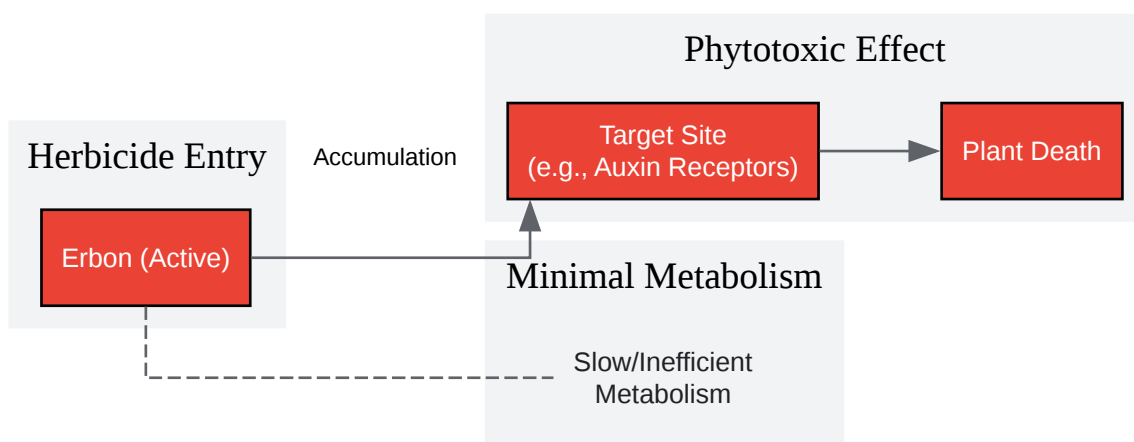 Phytotoxic Effect
Herbicide Entry
Accumulation
Target Site
(e.g., Auxin Receptors)
Plant Death
Erbon (Active)
Minimal Metabolism
Slow/Inefficient
Metabolism